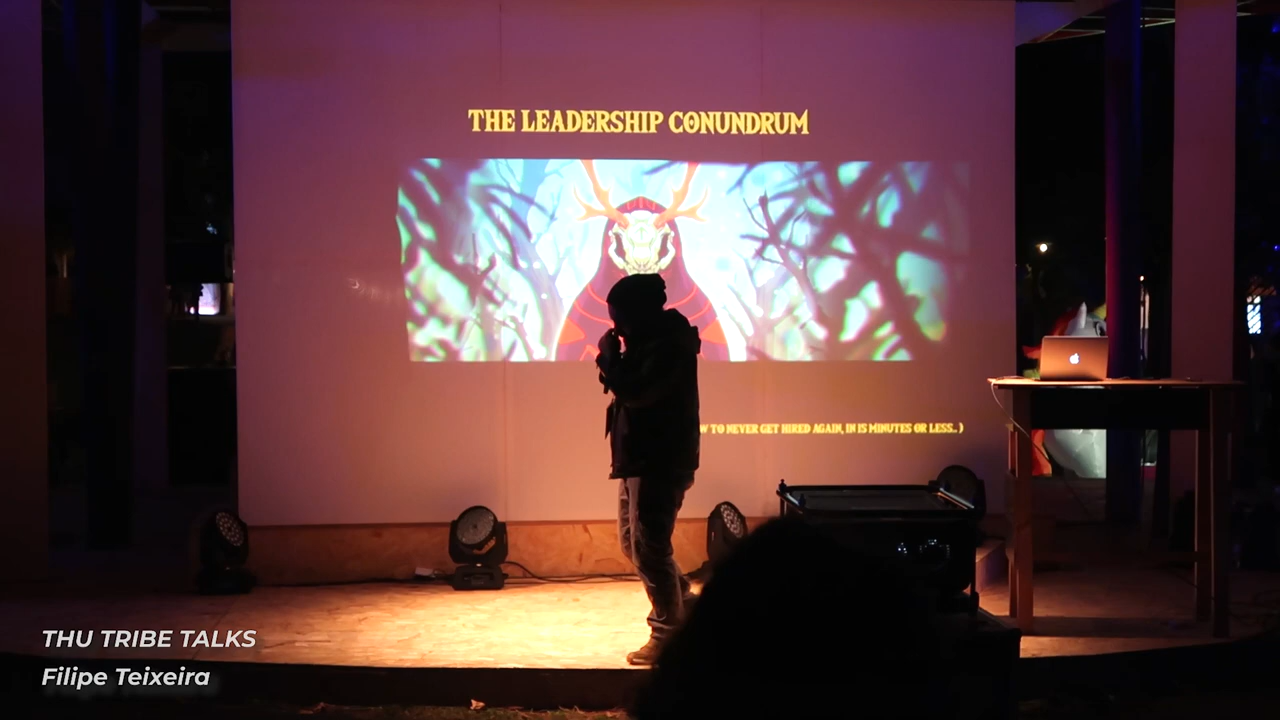 THE LEADERSHIP CONUNDRUM
TO NEVER GET HIRED AGAIN, IN 15 MINUTES OR LESS.. )
THU TRIBE TALKS
Filipe Teixeira